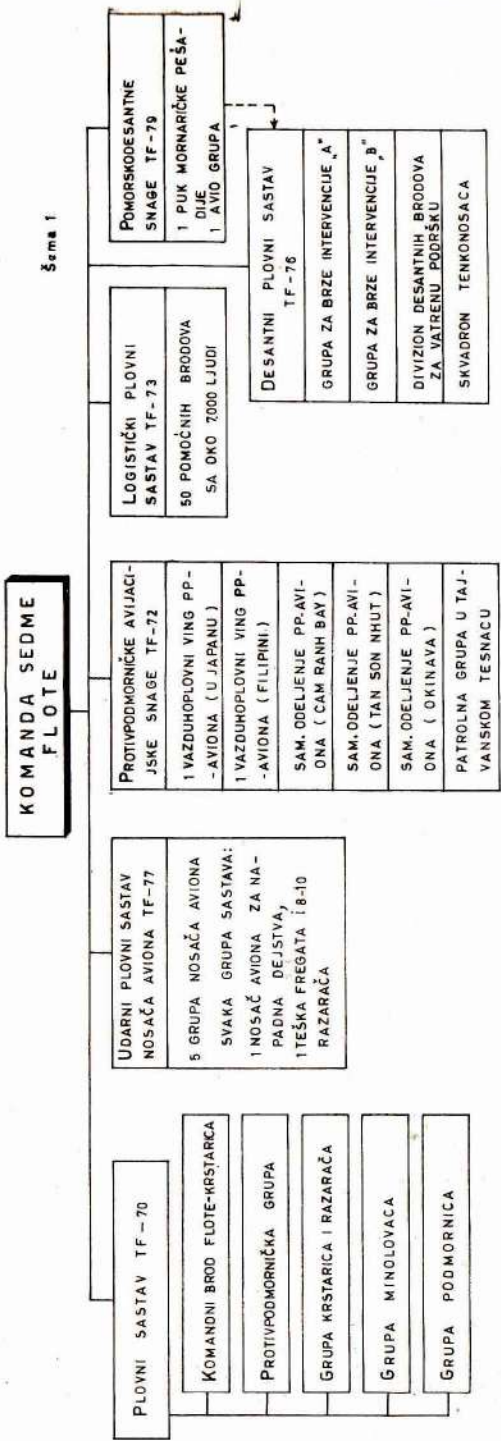 Šema 1
KOMANDA SEDME
FLOTE
PLOVNI SASTAV TF-70
KOMANDNI BROD FLOTE-KRSTARICA
PROTIVPODMORNIČKA GRUPA
GRUPA KRSTARICA I RAZARAČA
GRUPA MINOLOVACA
GRUPA PODMORNICA
UDARNI PLOVNI SASTAV
NOSAČA AVIONA TF-77
5 GRUPA NOSAČA AVIONA
SVAKA GRUPA SASTAVA:
1 NOSAČ AVIONA ZA NA-
PADNA DEJSTVA,
1 TEŠKA FREGATA i 8-10
RAZARAČA
PROTIVPODMORNIČKE AVIJACI-
JSKE SNAGE TF-72
1 VAZDUHOPLOVNI VING PP-
-AVIONA (U JAPANU)
1 VAZDUHOPLOVNI VING PP-
-AVIONA (FILIPINI)
SAM. ODELJENJE PP-AVI-
ONA (CAM RANH BAY)
SAM. ODELJENJE PP-AVI-
ONA (TAN SON NHUT)
SAM. ODELJENJE PP-AVI-
ONA (OKINAVA)
PATROLNA GRUPA U TAJ-
VANSKOM TESNACU
LOGISTIČKI PLOVNI
SASTAV TF-73
50 POMOĆNIH BRODOVA
SA OKO 7000 LJUDI
POMORSKODESANTNE
SNAGE TF-79
1 PUK MORNARIČKE PEŠA-
DIJE
1 AVIO GRUPA
DESANTNI PLOVNI SASTAV
TF-76
GRUPA ZA BRZE INTERVENCIJE „A"
GRUPA ZA BRZE INTERVENCIJE „B"
DIVIZION DESANTNIH BRODOVA
ZA VATRENU PODRŠKU
SKVADRON TENKONOSACA